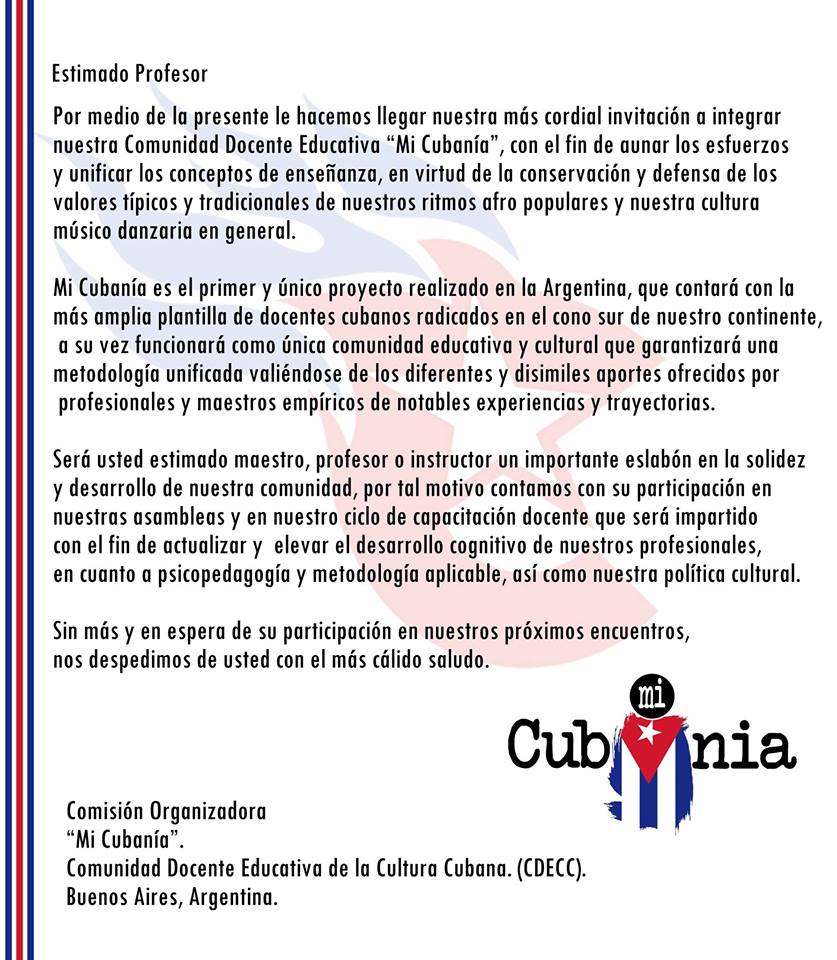 Estimado Profesor
Por medio de la presente le hacemos llegar nuestra más cordial invitación a integrar
nuestra Comunidad Docente Educativa “Mi Cubanía”, con el fin de aunar los esfuerzos
y unificar los conceptos de enseñanza, en virtud de la conservación y defensa de los
valores típicos y tradicionales de nuestros ritmos afro populares y nuestra cultura
músico danzaria en general.
Mi Cubanía es el primer y único proyecto realizado en la Argentina, que contará con la
más amplia plantilla de docentes cubanos radicados en el cono sur de nuestro continente,
a su vez funcionará como única comunidad educativa y cultural que garantizará una
metodología unificada valiéndose de los diferentes y disimiles aportes ofrecidos por
profesionales y maestros empíricos de notables experiencias y trayectorias.
Será usted estimado maestro, profesor o instructor un importante eslabón en la solidez
y desarrollo de nuestra comunidad, por tal motivo contamos con su participación en
nuestras asambleas y en nuestro ciclo de capacitación docente que será impartido
con el fin de actualizar y  elevar el desarrollo cognitivo de nuestros profesionales,
en cuanto a psicopedagogía y metodología aplicable, así como nuestra política cultural.
Sin más y en espera de su participación en nuestros próximos encuentros,
nos despedimos de usted con el más cálido saludo.
mi
Cubania
Comisión Organizadora
“Mi Cubanía”.
Comunidad Docente Educativa de la Cultura Cubana. (CDECC).
Buenos Aires, Argentina.